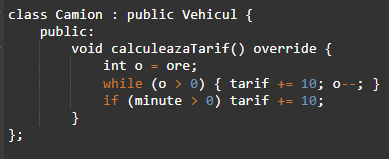 class Camion : public Vehicul {
    public:
        void calculeazaTarif() override {
            int o = ore;
            while (o > 0) { tarif += 10; o--; }
            if (minute > 0) tarif += 10;
        }
};